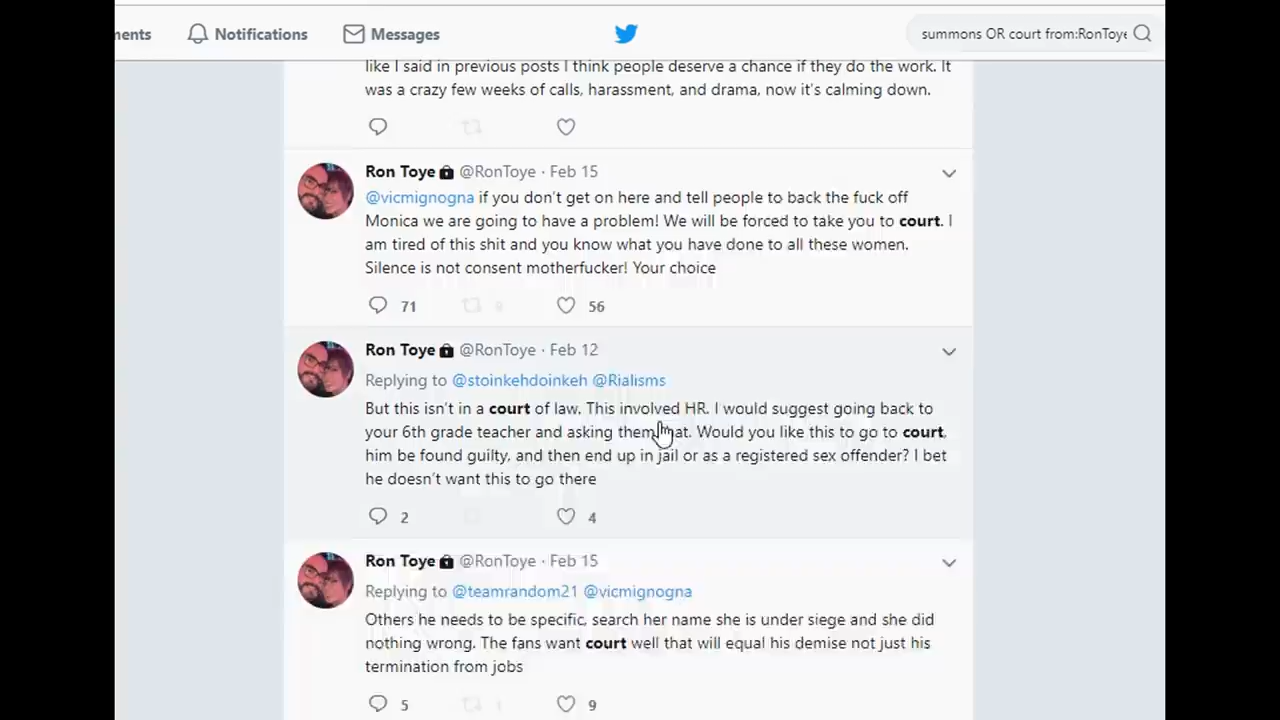 nents Notifications Messages summons OR court from:RonToye
like I said in previous posts I think people deserve a chance if they do the work. It
was a crazy few weeks of calls, harassment, and drama, now it's calming down.
Ron Toye @RonToye · Feb 15
@vicmignogna if you don't get on here and tell people to back the fuck off
Monica we are going to have a problem! We will be forced to take you to court. I
am tired of this shit and you know what you have done to all these women.
Silence is not consent motherfucker! Your choice
71 9 56
Ron Toye @RonToye · Feb 12
Replying to @stoinkehdoinkeh @Rialisms
But this isn't in a court of law. This involved HR. I would suggest going back to
your 6th grade teacher and asking them. Would you like this to go to court,
him be found guilty, and then end up in jail or as a registered sex offender? I bet
he doesn't want this to go there
2 4
Ron Toye @RonToye · Feb 15
Replying to @teamrandom21 @vicmignogna
Others he needs to be specific, search her name she is under siege and she did
nothing wrong. The fans want court well that will equal his demise not just his
termination from jobs
5 1 9